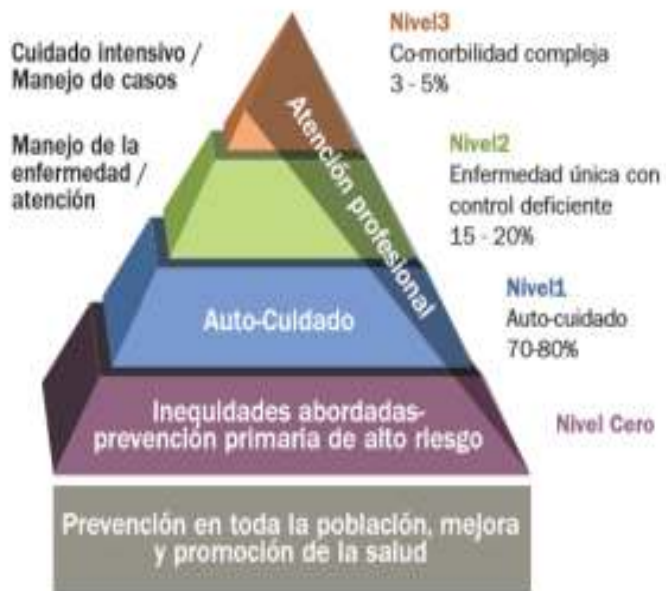 Cuidado intensivo /
Manejo de casos
Nivel3
Co-morbilidad compleja
3 - 5%
Manejo de la
enfermedad /
atención
Nivel2
Enfermedad única con
control deficiente
15 - 20%
Atención profesional
Nivel1
Auto-cuidado
70-80%
Auto-Cuidado
Inequidades abordadas-
prevención primaria de alto riesgo
Nivel Cero
Prevención en toda la población, mejora
y promoción de la salud